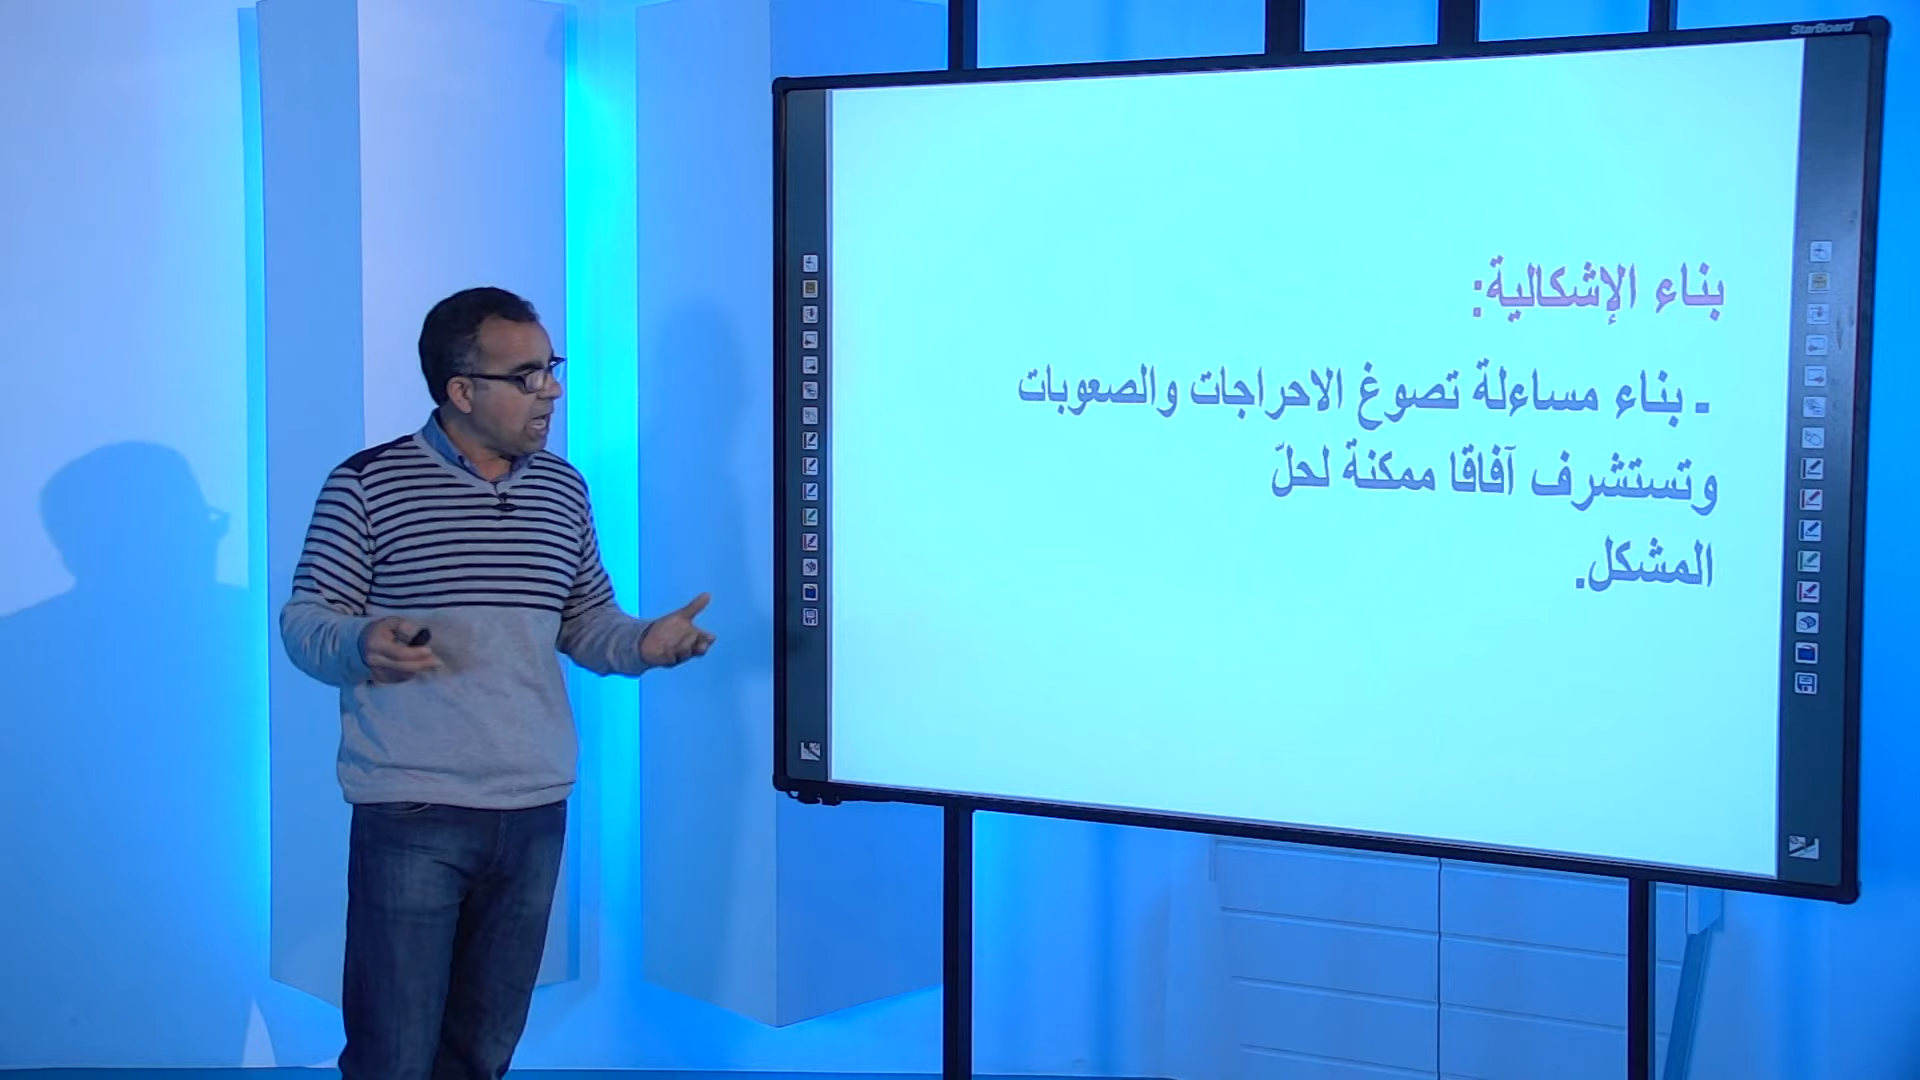 StarBoard
بناء الإشكالية:
- بناء مساءلة تصوغ الاحراجات والصعوبات
وتستشرف آفاقا ممكنة لحلّ
المشكل.